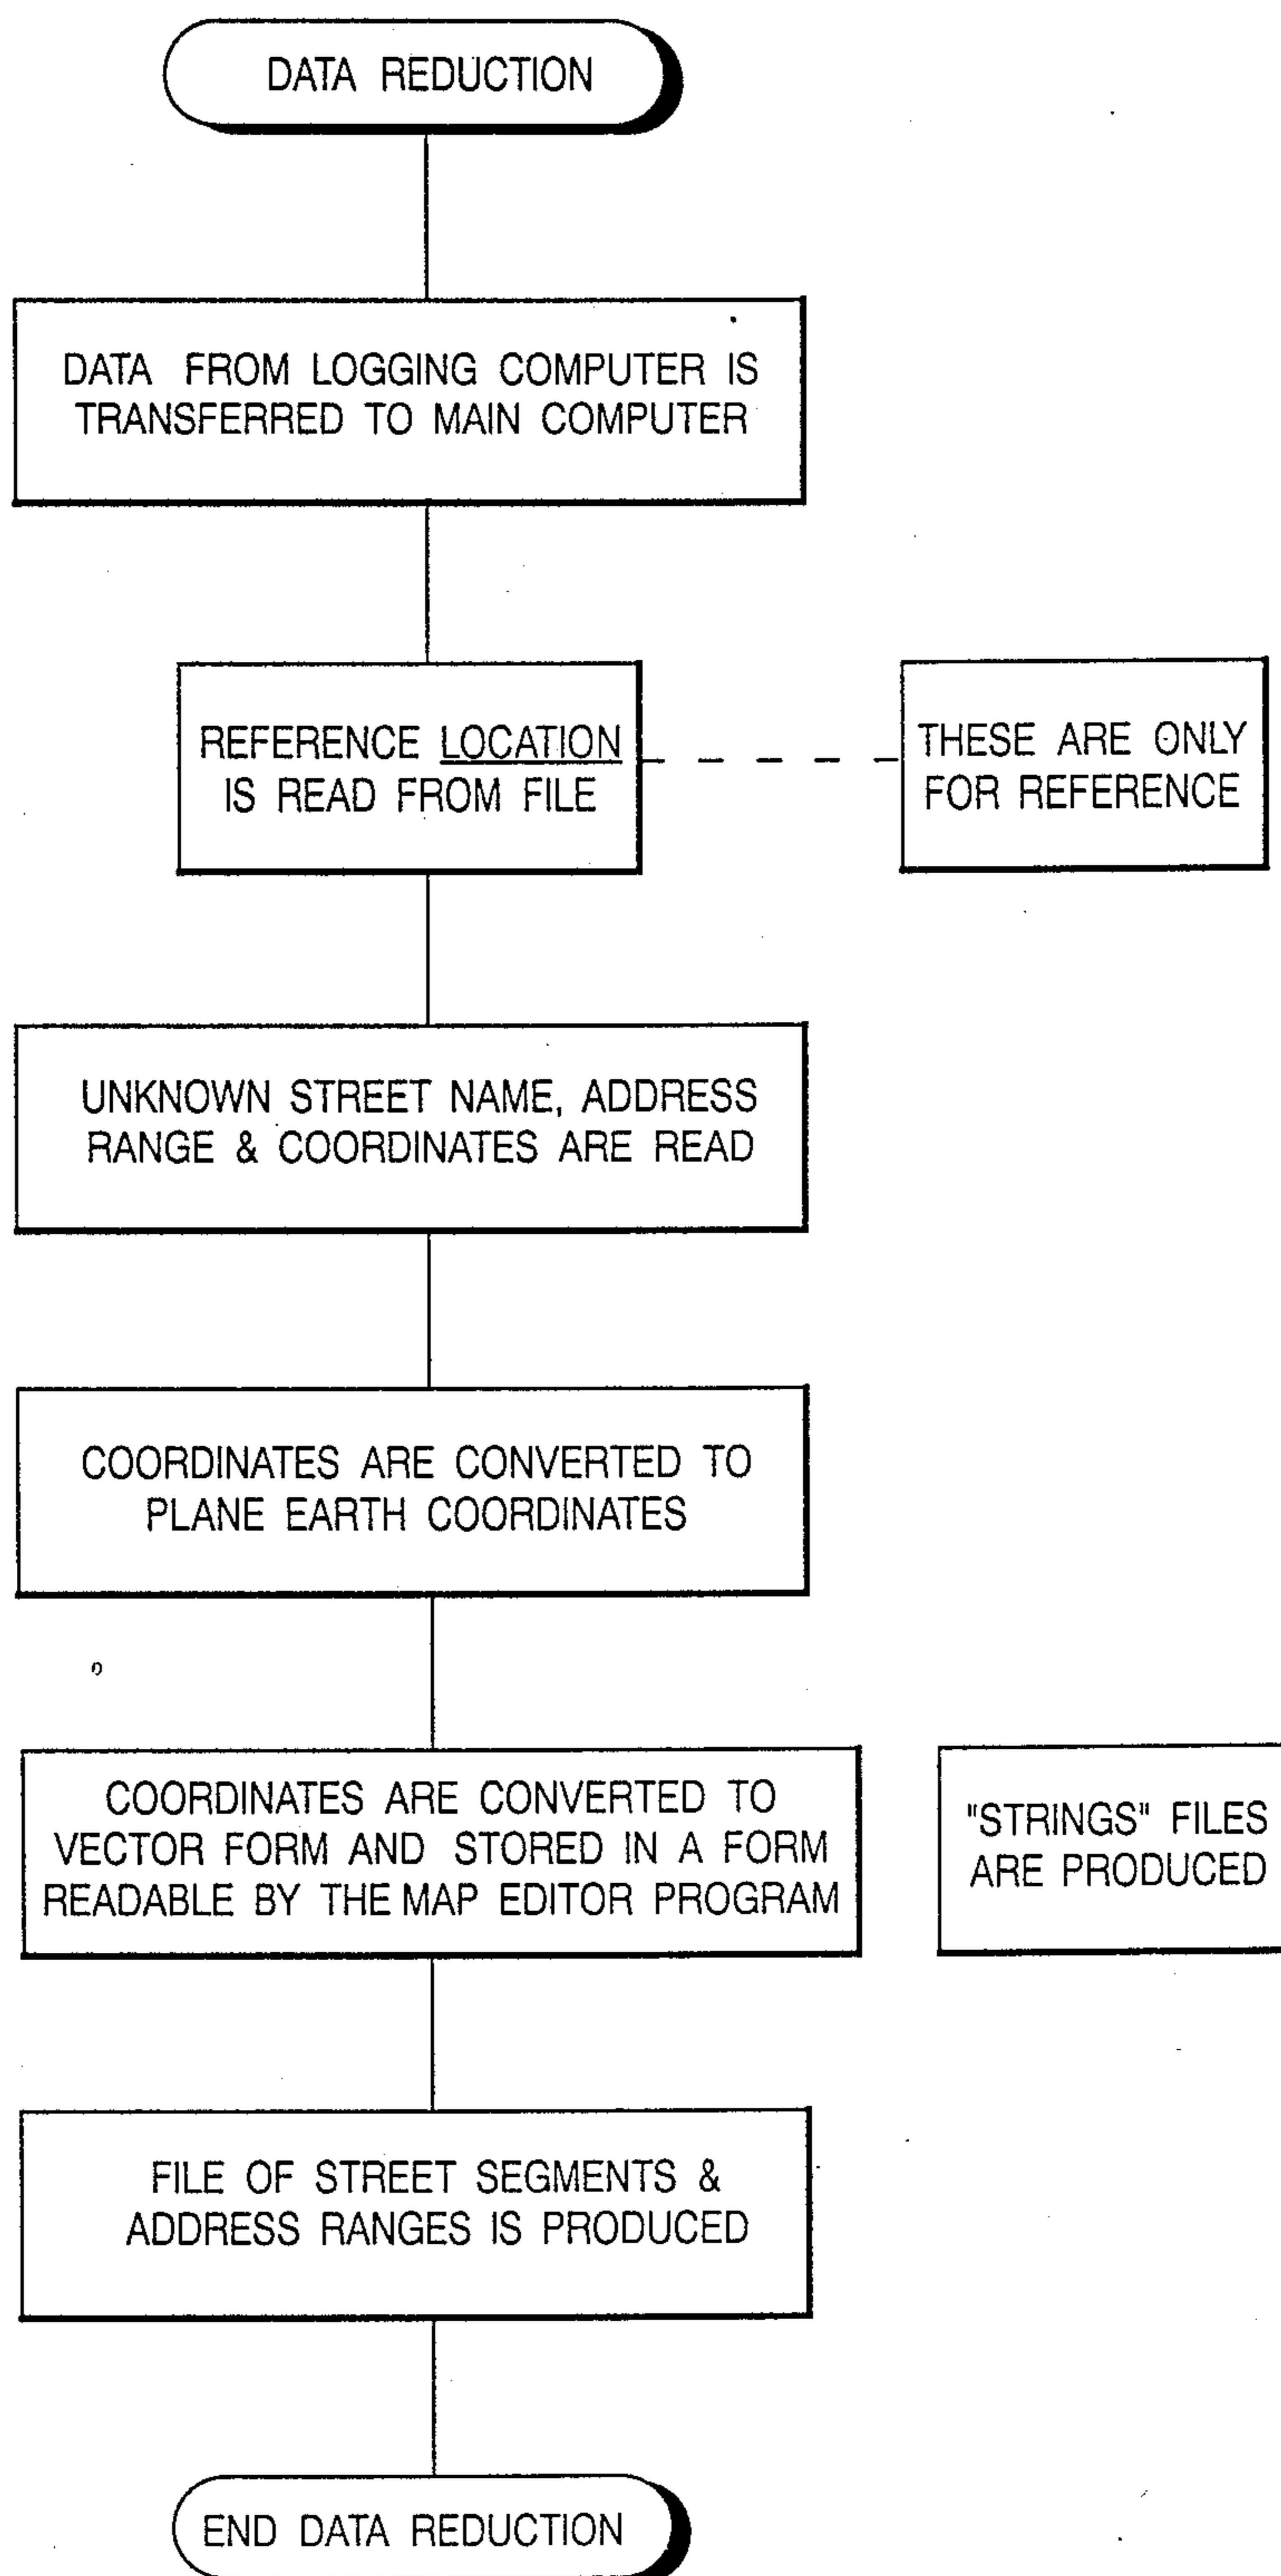 DATA REDUCTION
DATA FROM LOGGING COMPUTER IS
TRANSFERRED TO MAIN COMPUTER
REFERENCE LOCATION
IS READ FROM FILE
THESE ARE ONLY
FOR REFERENCE
UNKNOWN STREET NAME, ADDRESS
RANGE & COORDINATES ARE READ
COORDINATES ARE CONVERTED TO
PLANE EARTH COORDINATES
COORDINATES ARE CONVERTED TO
VECTOR FORM AND STORED IN A FORM
READABLE BY THE MAP EDITOR PROGRAM
"STRINGS" FILES
ARE PRODUCED
FILE OF STREET SEGMENTS &
ADDRESS RANGES IS PRODUCED
END DATA REDUCTION